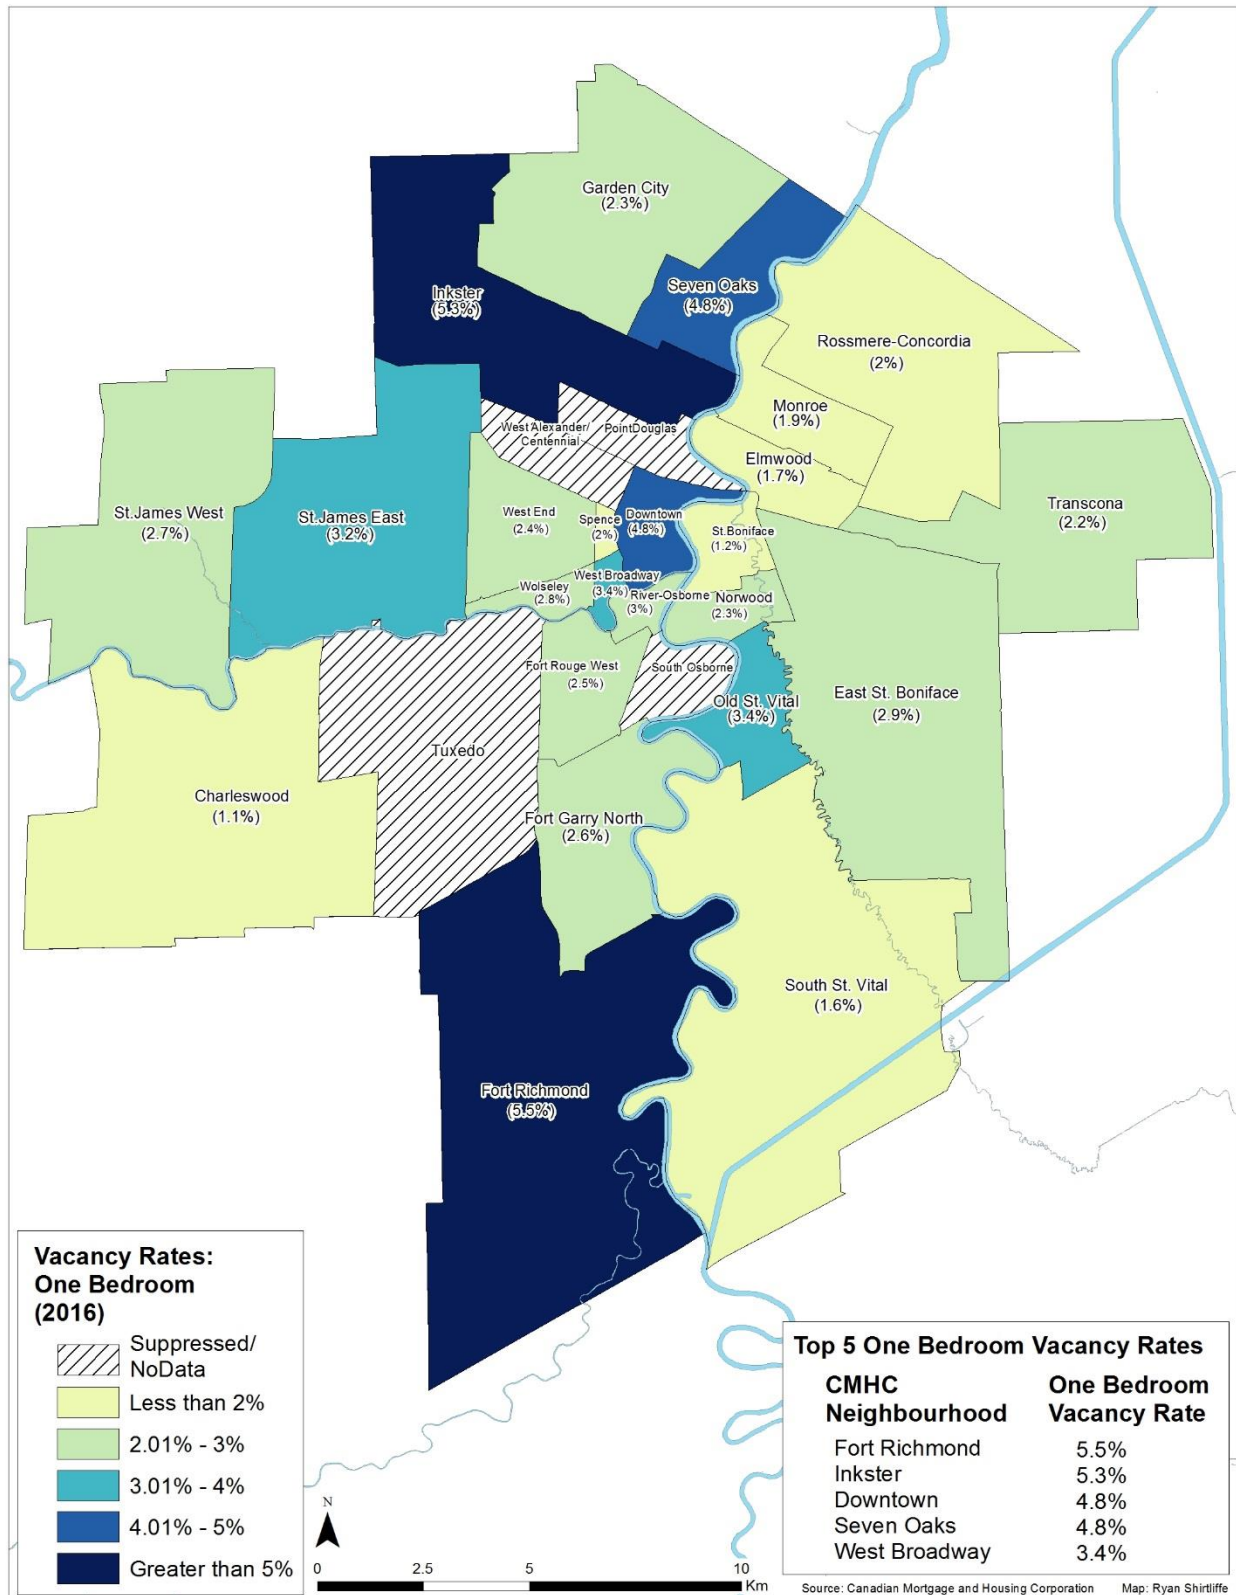 Garden City
(2.3%)
Seven Oaks
(4.8%)
Inkster
(5.3%)
Rossmere-Concordia
(2%)
Monroe
(1.9%)
West Alexander/
Centennial
PointDouglas
Elmwood
(1.7%)
Transcona
(2.2%)
St.James West
(2.7%)
St.James East
(3.2%)
West End
(2.4%)
Spence
(2%)
Downtown
(4.8%)
St.Boniface
(1.2%)
West Broadway
(3.4%)
Wolseley
(2.8%)
River-Osborne
(3%)
Norwood
(2.3%)
Fort Rouge West
(2.5%)
South Osborne
Old St. Vital
(3.4%)
East St. Boniface
(2.9%)
Tuxedo
Charleswood
(1.1%)
Fort Garry North
(2.6%)
South St. Vital
(1.6%)
Fort Richmond
(5.5%)
Vacancy Rates:
One Bedroom
(2016)
Suppressed/
NoData
Less than 2%
2.01% - 3%
3.01% - 4%
4.01% - 5%
Greater than 5%
N
0 2.5 5 10
Km
Top 5 One Bedroom Vacancy Rates
CMHC One Bedroom
Neighbourhood Vacancy Rate
Fort Richmond 5.5%
Inkster 5.3%
Downtown 4.8%
Seven Oaks 4.8%
West Broadway 3.4%
Source: Canadian Mortgage and Housing Corporation Map: Ryan Shirtliffe